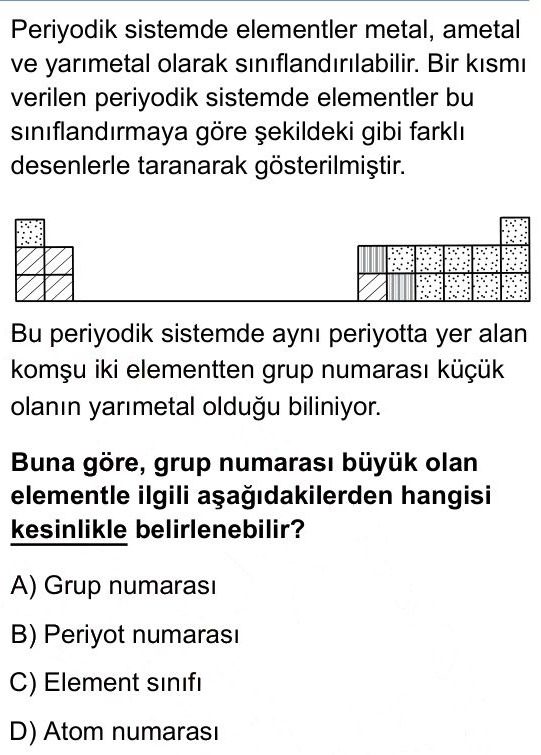 Periyodik sistemde elementler metal, ametal
ve yarımetal olarak sınıflandırılabilir. Bir kısmı
verilen periyodik sistemde elementler bu
sınıflandırmaya göre şekildeki gibi farklı
desenlerle taranarak gösterilmiştir.
Bu periyodik sistemde aynı periyotta yer alan
komşu iki elementten grup numarası küçük
olanın yarımetal olduğu biliniyor.
Buna göre, grup numarası büyük olan
elementle ilgili aşağıdakilerden hangisi
kesinlikle belirlenebilir?
A) Grup numarası
B) Periyot numarası
C) Element sınıfı
D) Atom numarası